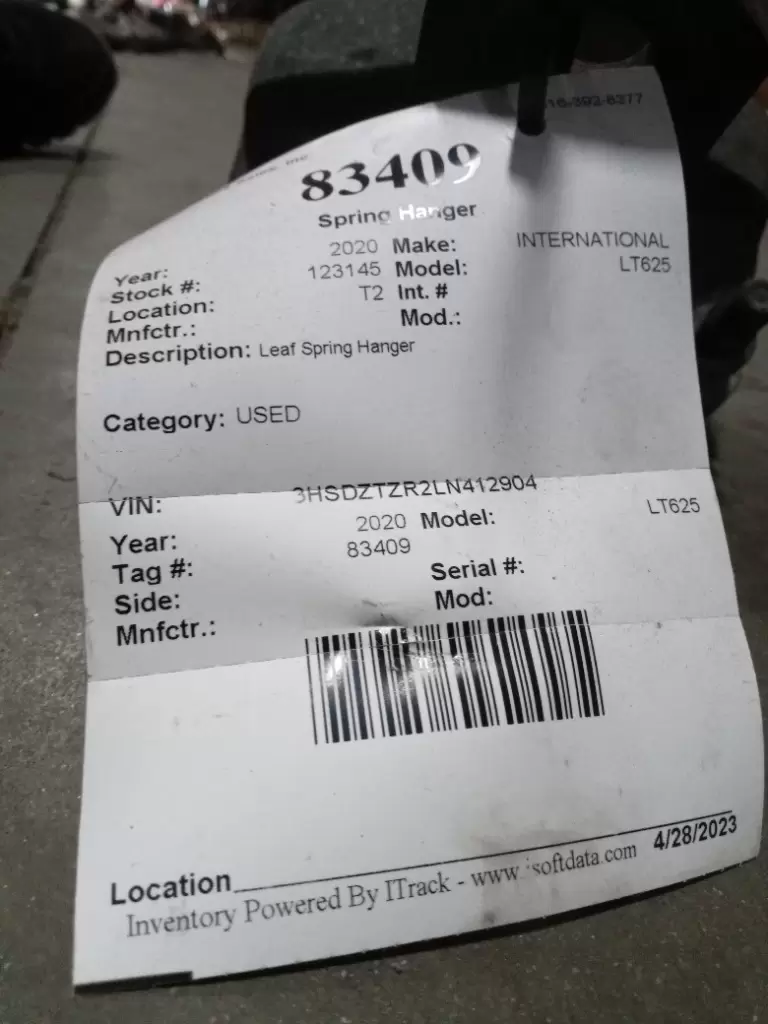 83409
Spring Hanger
Year: 2020 Make: INTERNATIONAL
Stock #: 123145 Model: LT625
Location: T2 Int. #
Mnfctr.: Mod.:
Description: Leaf Spring Hanger
Category: USED
VIN: 3HSDZTZR2LN412904
Year: 2020 Model: LT625
Tag #: 83409
Side: Serial #:
Mnfctr.: Mod:
Location
4/28/2023
Inventory Powered By ITrack - www.isoftdata.com